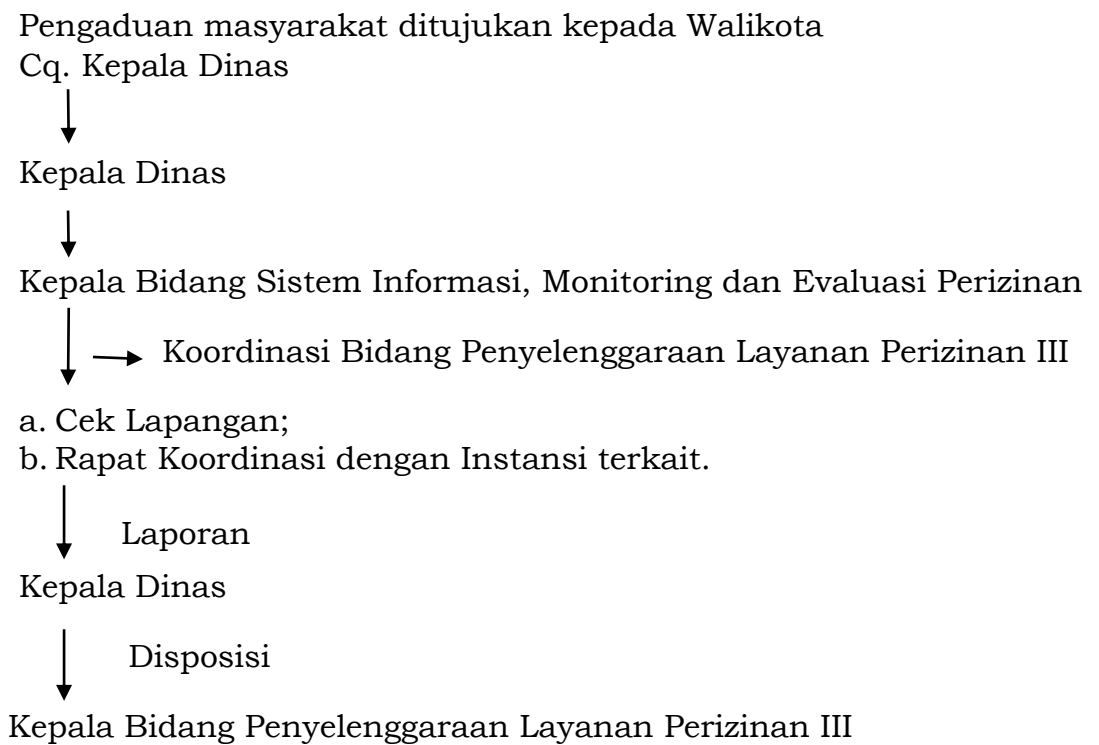 Pengaduan masyarakat ditujukan kepada Walikota
Cq. Kepala Dinas
Kepala Dinas
Kepala Bidang Sistem Informasi, Monitoring dan Evaluasi Perizinan
Koordinasi Bidang Penyelenggaraan Layanan Perizinan III
a. Cek Lapangan;
b. Rapat Koordinasi dengan Instansi terkait.
Laporan
Kepala Dinas
Disposisi
Kepala Bidang Penyelenggaraan Layanan Perizinan III